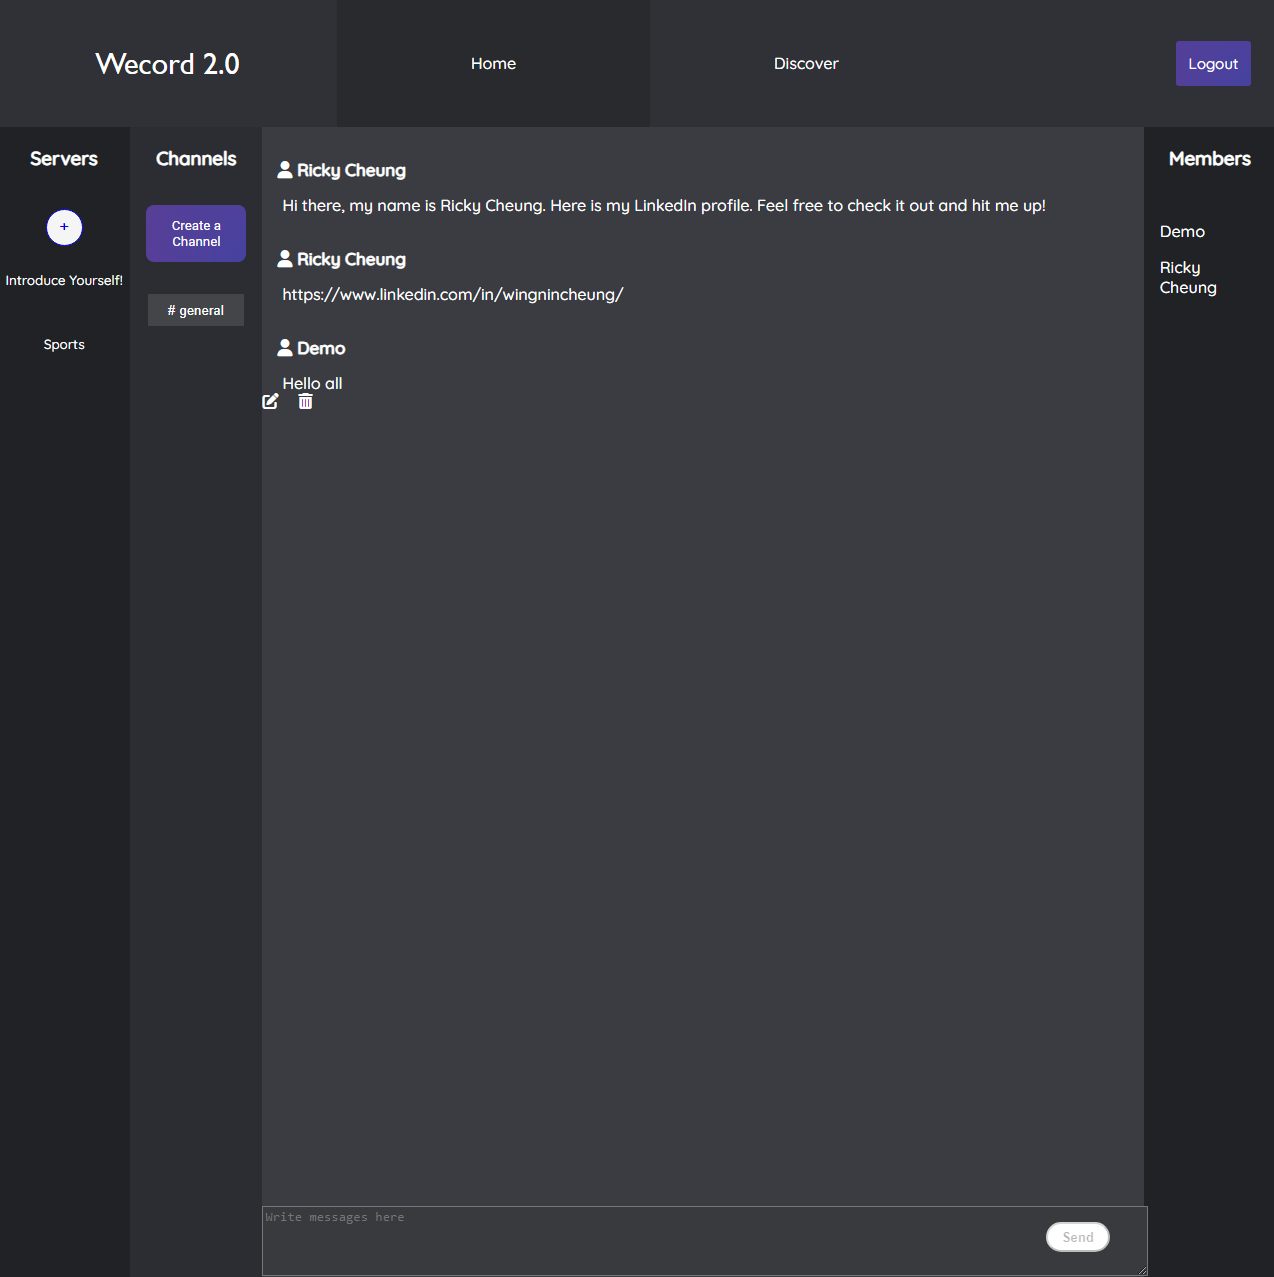 Wecord 2.0
Home
Discover
Logout
Servers
+
Introduce Yourself!
Sports
Channels
Create a
Channel
# general
Ricky Cheung
Hi there, my name is Ricky Cheung. Here is my LinkedIn profile. Feel free to check it out and hit me up!
Ricky Cheung
https://www.linkedin.com/in/wingnincheung/
Demo
Hello all
Write messages here
Send
Members
Demo
Ricky
Cheung